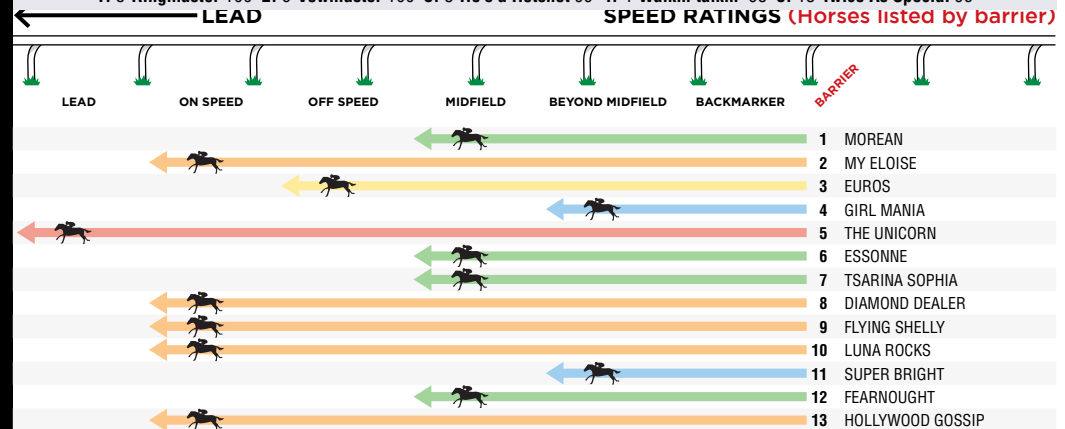 LEAD
SPEED RATINGS (Horses listed by barrier)
BARRIER
LEAD ON SPEED OFF SPEED MIDFIELD BEYOND MIDFIELD BACKMARKER
1 MOREAN
2 MY ELOISE
3 EUROS
4 GIRL MANIA
5 THE UNICORN
6 ESSONNE
7 TSARINA SOPHIA
8 DIAMOND DEALER
9 FLYING SHELLY
10 LUNA ROCKS
11 SUPER BRIGHT
12 FEARNOUGHT
13 HOLLYWOOD GOSSIP